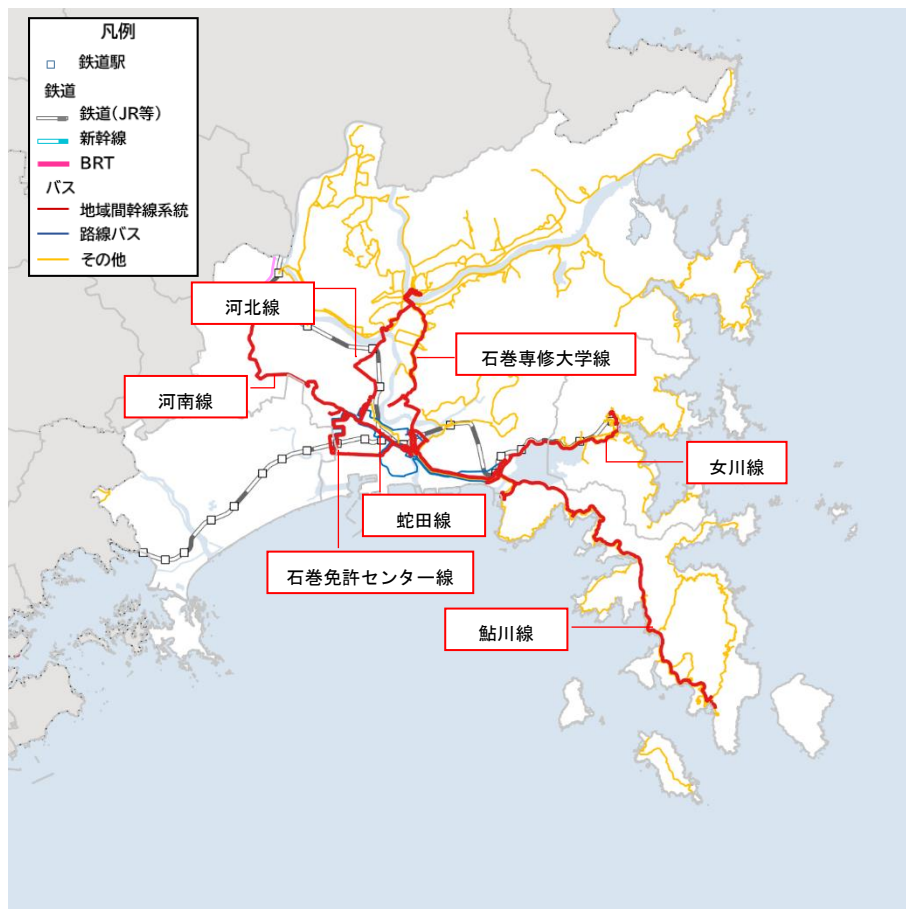 凡例
鉄道駅
鉄道
鉄道(JR等)
新幹線
BRT
バス
地域間幹線系統
路線バス
その他
河北線
石巻専修大学線
河南線
女川線
蛇田線
石巻免許センター線
鮎川線